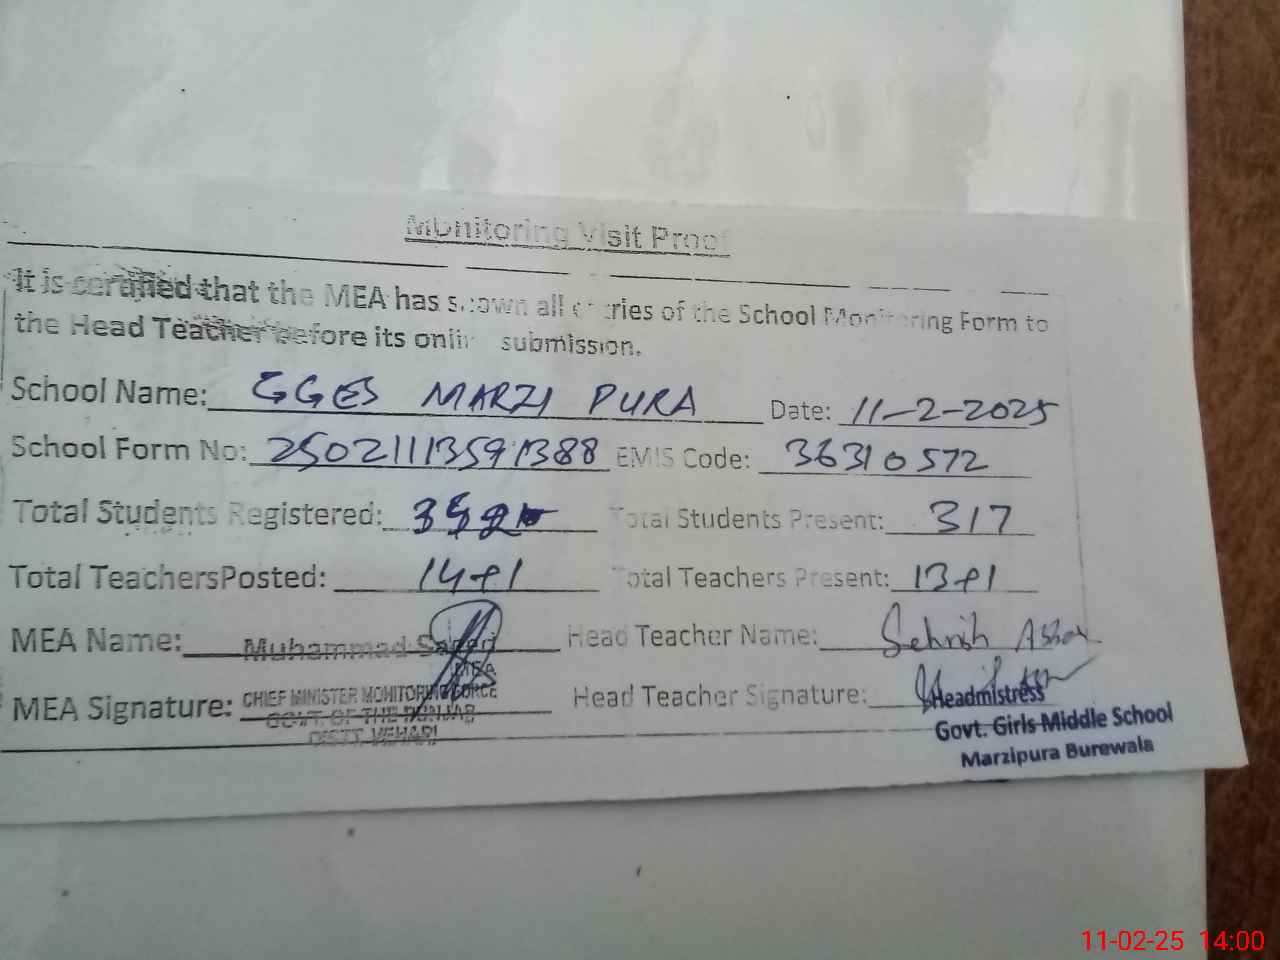 Monitoring Visit Proof
It is certified that the MEA has shown all entries of the School Monitoring Form to
the Head Teacher before its online submission.
School Name: GGES MARZI PURA Date: 11-2-2025
School Form No: 25021113591388 EMIS Code: 36310572
Total Students Registered: Total Students Present: 317
Total TeachersPosted: 14+1 Total Teachers Present: 13+1
MEA Name: Muhammad Head Teacher Name: Sehrish
MEA Signature: CHIEF MINISTER MONITORING FORCE Head Teacher Signature: Headmistress
GOVT. OF THE PUNJAB Govt. Girls Middle School
DISTT. VEHARI Marzipura Burewala
11-02-25 14:00